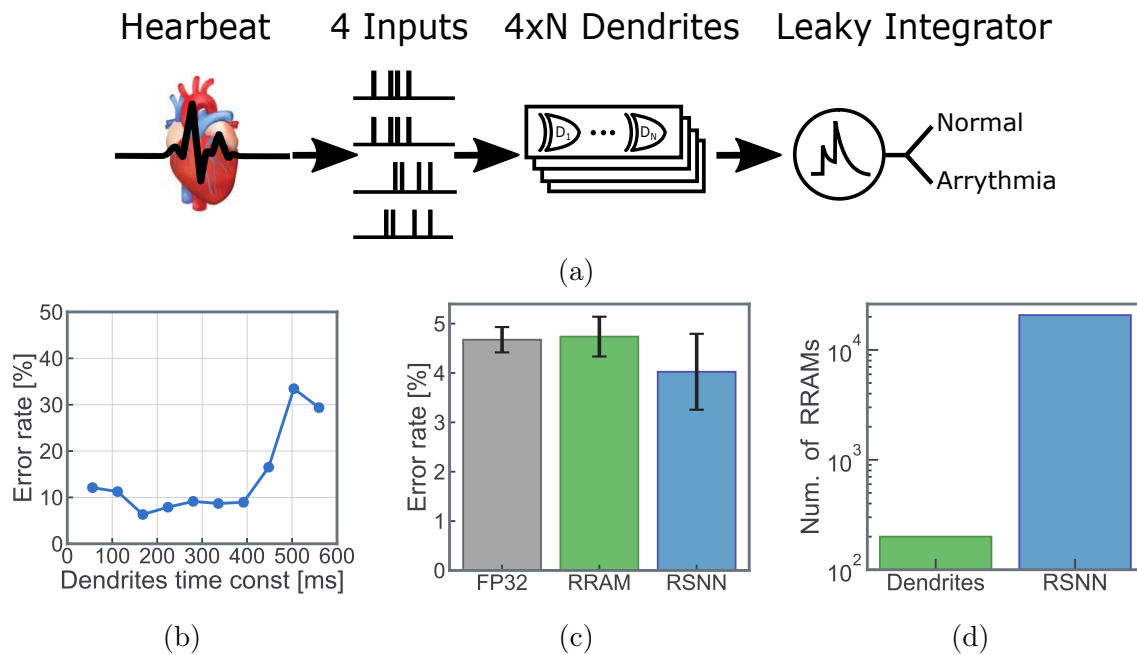 Hearbeat 4 Inputs 4xN Dendrites Leaky Integrator
D1 ••• DN
Normal
Arrythmia
(a)
Error rate [%]
50
40
30
20
10
0
0 100 200 300 400 500 600
Dendrites time const [ms]
(b)
Error rate [%]
5
4
3
2
1
0
FP32 RRAM RSNN
(c)
Num. of RRAMs
10^4
10^3
10^2
Dendrites RSNN
(d)